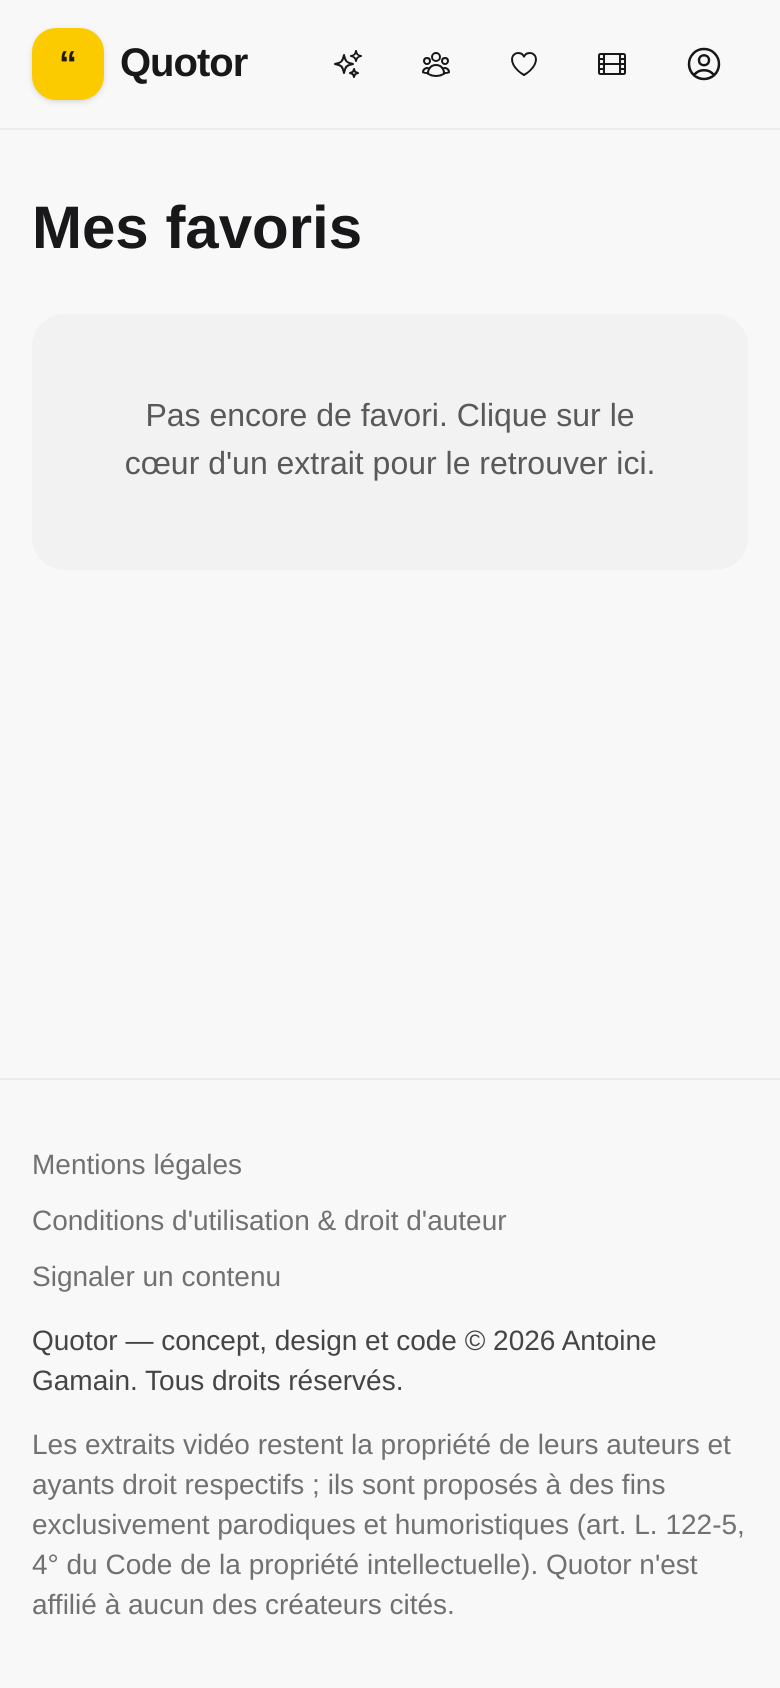 “
Quotor
Mes favoris
Pas encore de favori. Clique sur le
cœur d'un extrait pour le retrouver ici.
Mentions légales
Conditions d'utilisation & droit d'auteur
Signaler un contenu
Quotor — concept, design et code © 2026 Antoine
Gamain. Tous droits réservés.
Les extraits vidéo restent la propriété de leurs auteurs et
ayants droit respectifs ; ils sont proposés à des fins
exclusivement parodiques et humoristiques (art. L. 122-5,
4° du Code de la propriété intellectuelle). Quotor n'est
affilié à aucun des créateurs cités.